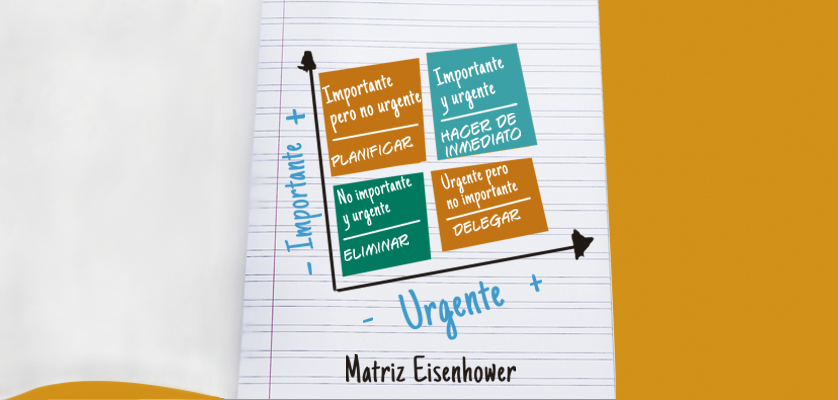 Importante
pero no urgente
PLANIFICAR
Importante
y urgente
HACER DE
INMEDIATO
No importante
y urgente
ELIMINAR
Urgente pero
no importante
DELEGAR
- Importante +
- Urgente +
Matriz Eisenhower